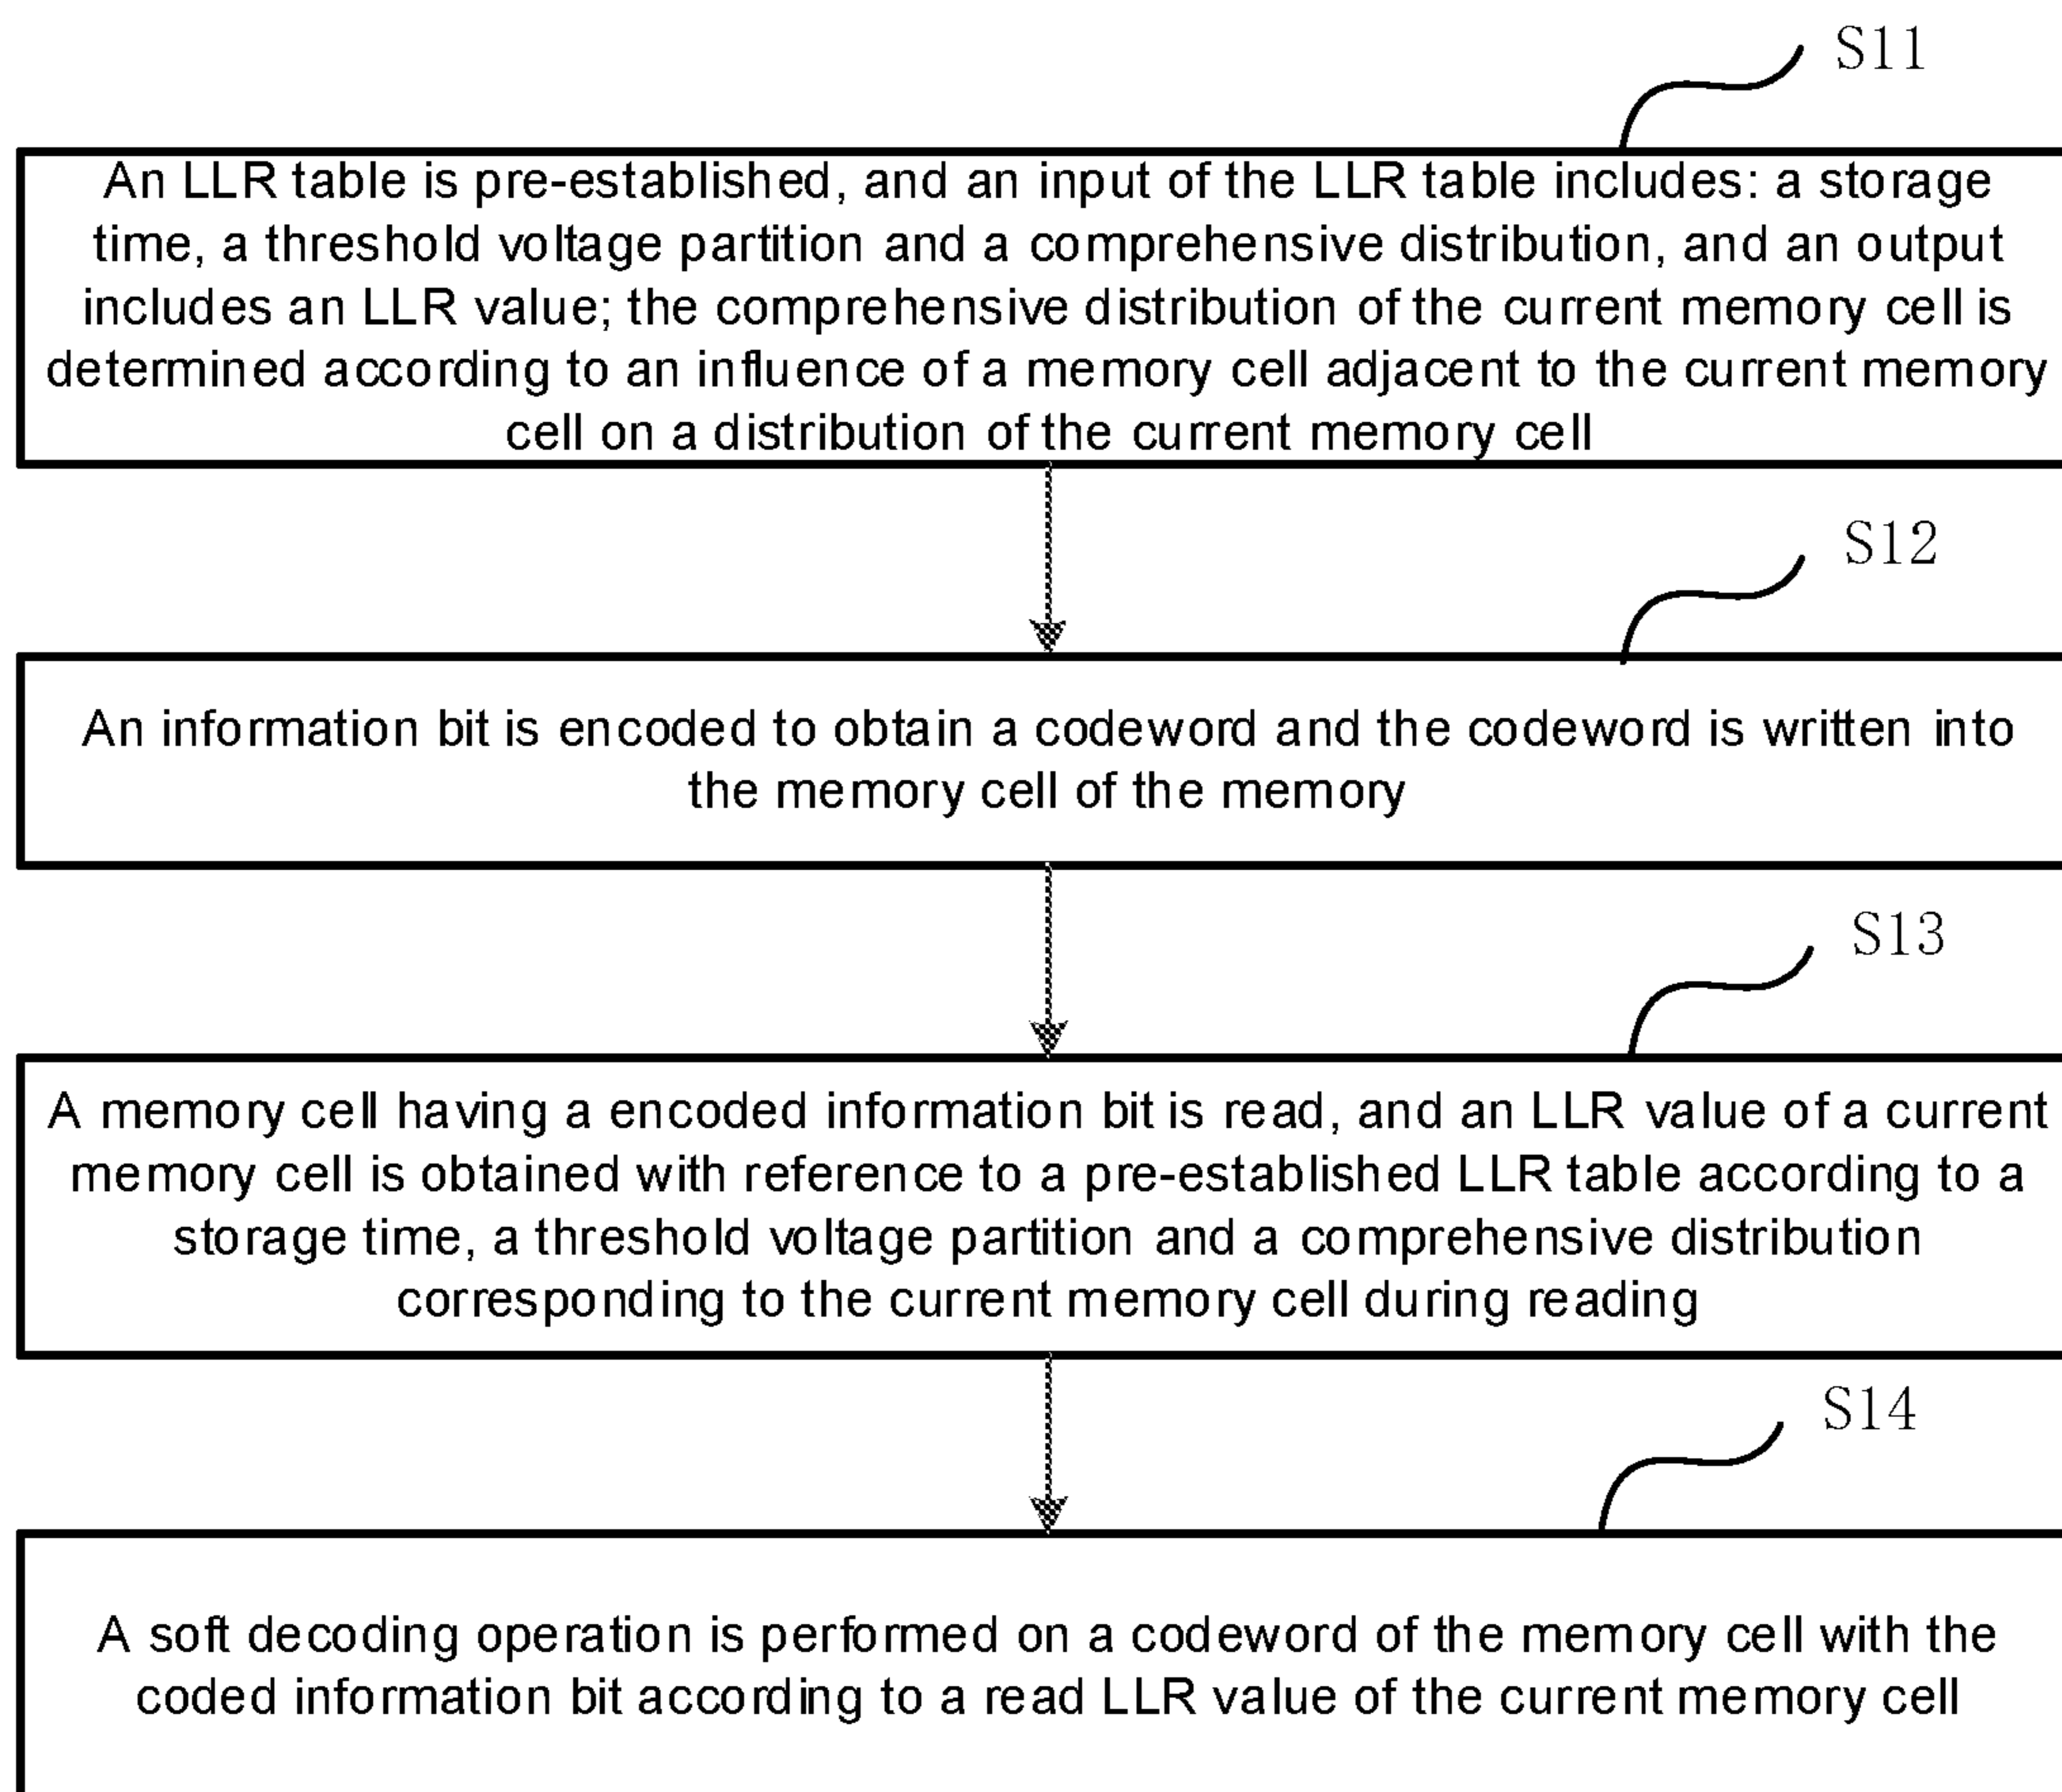 S11
An LLR table is pre-established, and an input of the LLR table includes: a storage
time, a threshold voltage partition and a comprehensive distribution, and an output
includes an LLR value; the comprehensive distribution of the current memory cell is
determined according to an influence of a memory cell adjacent to the current memory
cell on a distribution of the current memory cell
S12
An information bit is encoded to obtain a codeword and the codeword is written into
the memory cell of the memory
S13
A memory cell having a encoded information bit is read, and an LLR value of a current
memory cell is obtained with reference to a pre-established LLR table according to a
storage time, a threshold voltage partition and a comprehensive distribution
corresponding to the current memory cell during reading
S14
A soft decoding operation is performed on a codeword of the memory cell with the
coded information bit according to a read LLR value of the current memory cell